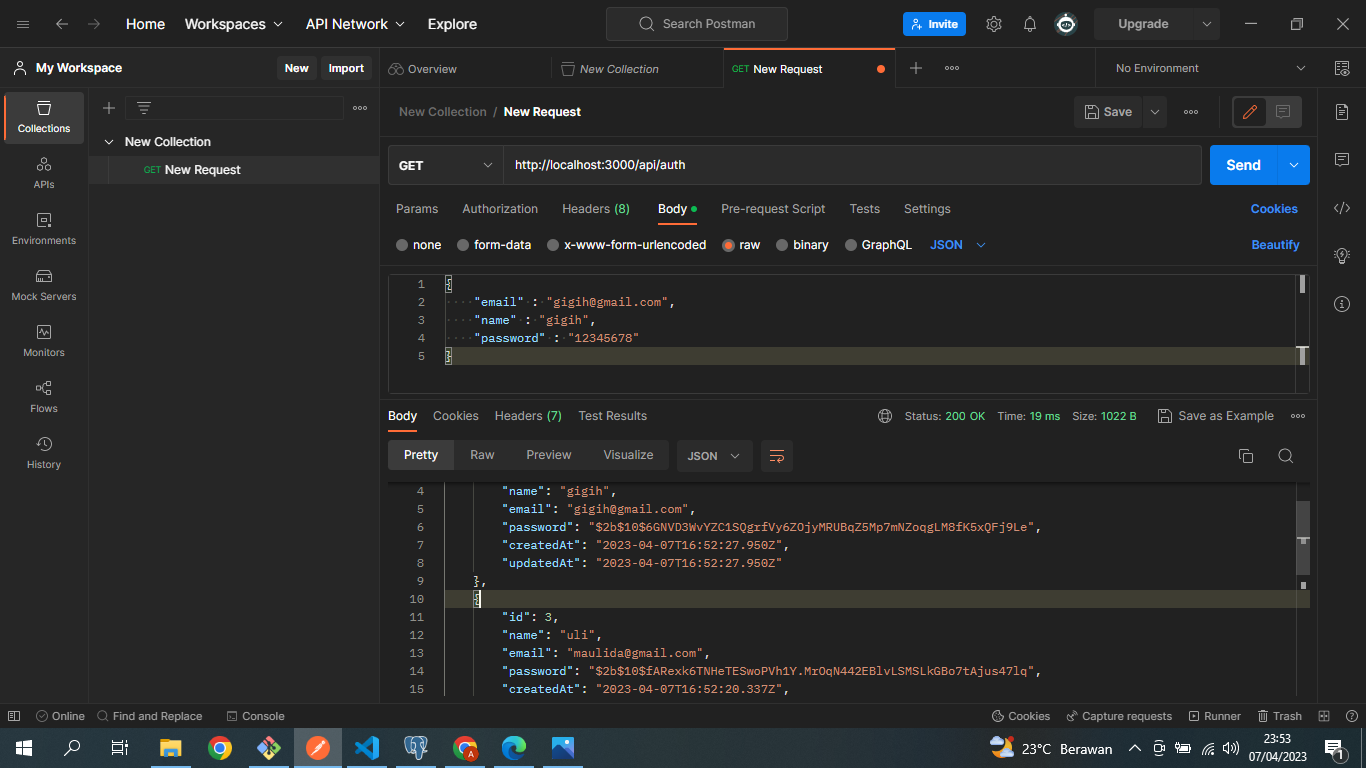 Home
Workspaces
API Network
Explore
Search Postman
Invite
Upgrade
My Workspace
New
Import
Overview
New Collection
GET New Request
No Environment
Collections
APIs
Environments
Mock Servers
Monitors
Flows
History
New Collection
GET New Request
New Collection / New Request
Save
GET
http://localhost:3000/api/auth
Send
Params
Authorization
Headers (8)
Body
Pre-request Script
Tests
Settings
Cookies
none
form-data
x-www-form-urlencoded
raw
binary
GraphQL
JSON
Beautify
1 {
2 "email" : "gigih@gmail.com",
3 "name" : "gigih",
4 "password" : "12345678"
5 }
Body
Cookies
Headers (7)
Test Results
Status: 200 OK
Time: 19 ms
Size: 1022 B
Save as Example
Pretty
Raw
Preview
Visualize
JSON
4 "name": "gigih",
5 "email": "gigih@gmail.com",
6 "password": "$2b$10$6GNVD3WvYZC1SQgrfVy6ZOjyMRUBqZ5Mp7mNZoqgLM8fK5xQFj9Le",
7 "createdAt": "2023-04-07T16:52:27.950Z",
8 "updatedAt": "2023-04-07T16:52:27.950Z"
9 },
10 {
11 "id": 3,
12 "name": "uli",
13 "email": "maulida@gmail.com",
14 "password": "$2b$10$fARexk6TNHeTESwoPVh1Y.MrOqN442EBlvLSMSLkGBo7tAjus47lq",
15 "createdAt": "2023-04-07T16:52:20.337Z",
Online
Find and Replace
Console
Cookies
Capture requests
Runner
Trash
23°C Berawan
23:53
07/04/2023
1